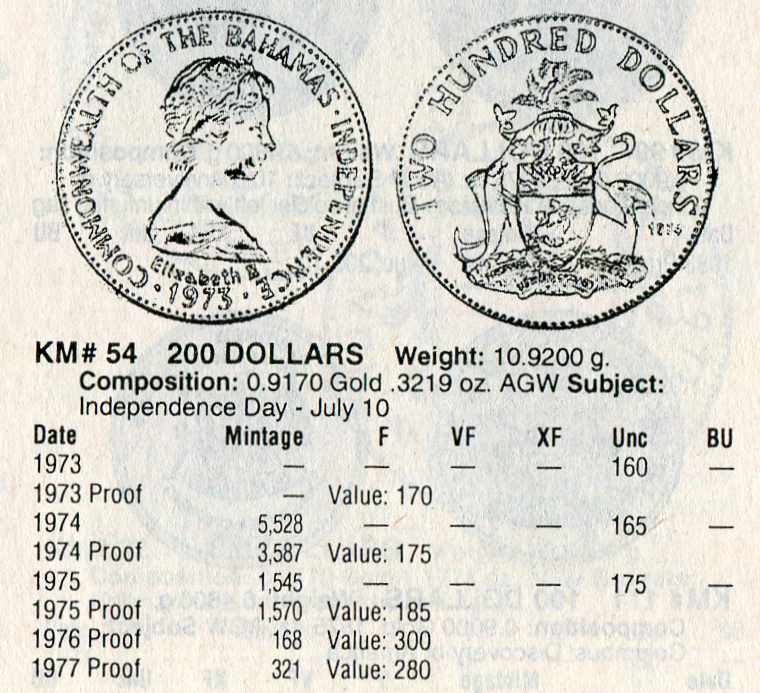 COMMONWEALTH OF THE BAHAMAS · INDEPENDENCE
Elizabeth
· 1973 ·
TWO HUNDRED DOLLARS
KM# 54 200 DOLLARS Weight: 10.9200 g.
Composition: 0.9170 Gold .3219 oz. AGW Subject:
Independence Day - July 10
Date Mintage F VF XF Unc BU
1973 — — — — 160 —
1973 Proof — Value: 170
1974 5,528 — — — 165 —
1974 Proof 3,587 Value: 175
1975 1,545 — — — 175 —
1975 Proof 1,570 Value: 185
1976 Proof 168 Value: 300
1977 Proof 321 Value: 280